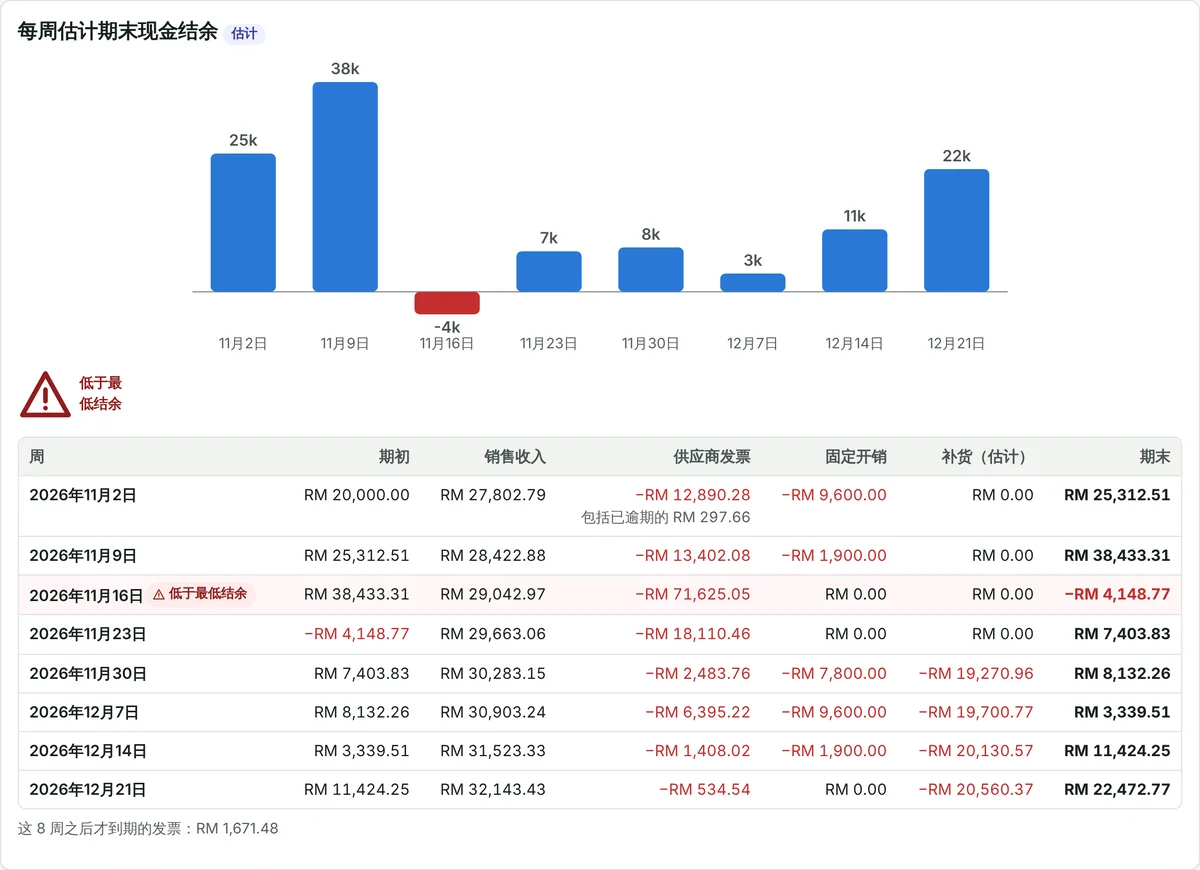 每周估计期末现金结余 估计
38k
25k
22k
11k
8k
7k
3k
-4k
11月2日 11月9日 11月16日 11月23日 11月30日 12月7日 12月14日 12月21日
低于最
低结余
周 期初 销售收入 供应商发票 固定开销 补货（估计） 期末
2026年11月2日 RM 20,000.00 RM 27,802.79 −RM 12,890.28 −RM 9,600.00 RM 0.00 RM 25,312.51
包括已逾期的 RM 297.66
2026年11月9日 RM 25,312.51 RM 28,422.88 −RM 13,402.08 −RM 1,900.00 RM 0.00 RM 38,433.31
2026年11月16日 低于最低结余 RM 38,433.31 RM 29,042.97 −RM 71,625.05 RM 0.00 RM 0.00 −RM 4,148.77
2026年11月23日 −RM 4,148.77 RM 29,663.06 −RM 18,110.46 RM 0.00 RM 0.00 RM 7,403.83
2026年11月30日 RM 7,403.83 RM 30,283.15 −RM 2,483.76 −RM 7,800.00 −RM 19,270.96 RM 8,132.26
2026年12月7日 RM 8,132.26 RM 30,903.24 −RM 6,395.22 −RM 9,600.00 −RM 19,700.77 RM 3,339.51
2026年12月14日 RM 3,339.51 RM 31,523.33 −RM 1,408.02 −RM 1,900.00 −RM 20,130.57 RM 11,424.25
2026年12月21日 RM 11,424.25 RM 32,143.43 −RM 534.54 RM 0.00 −RM 20,560.37 RM 22,472.77
这 8 周之后才到期的发票：RM 1,671.48